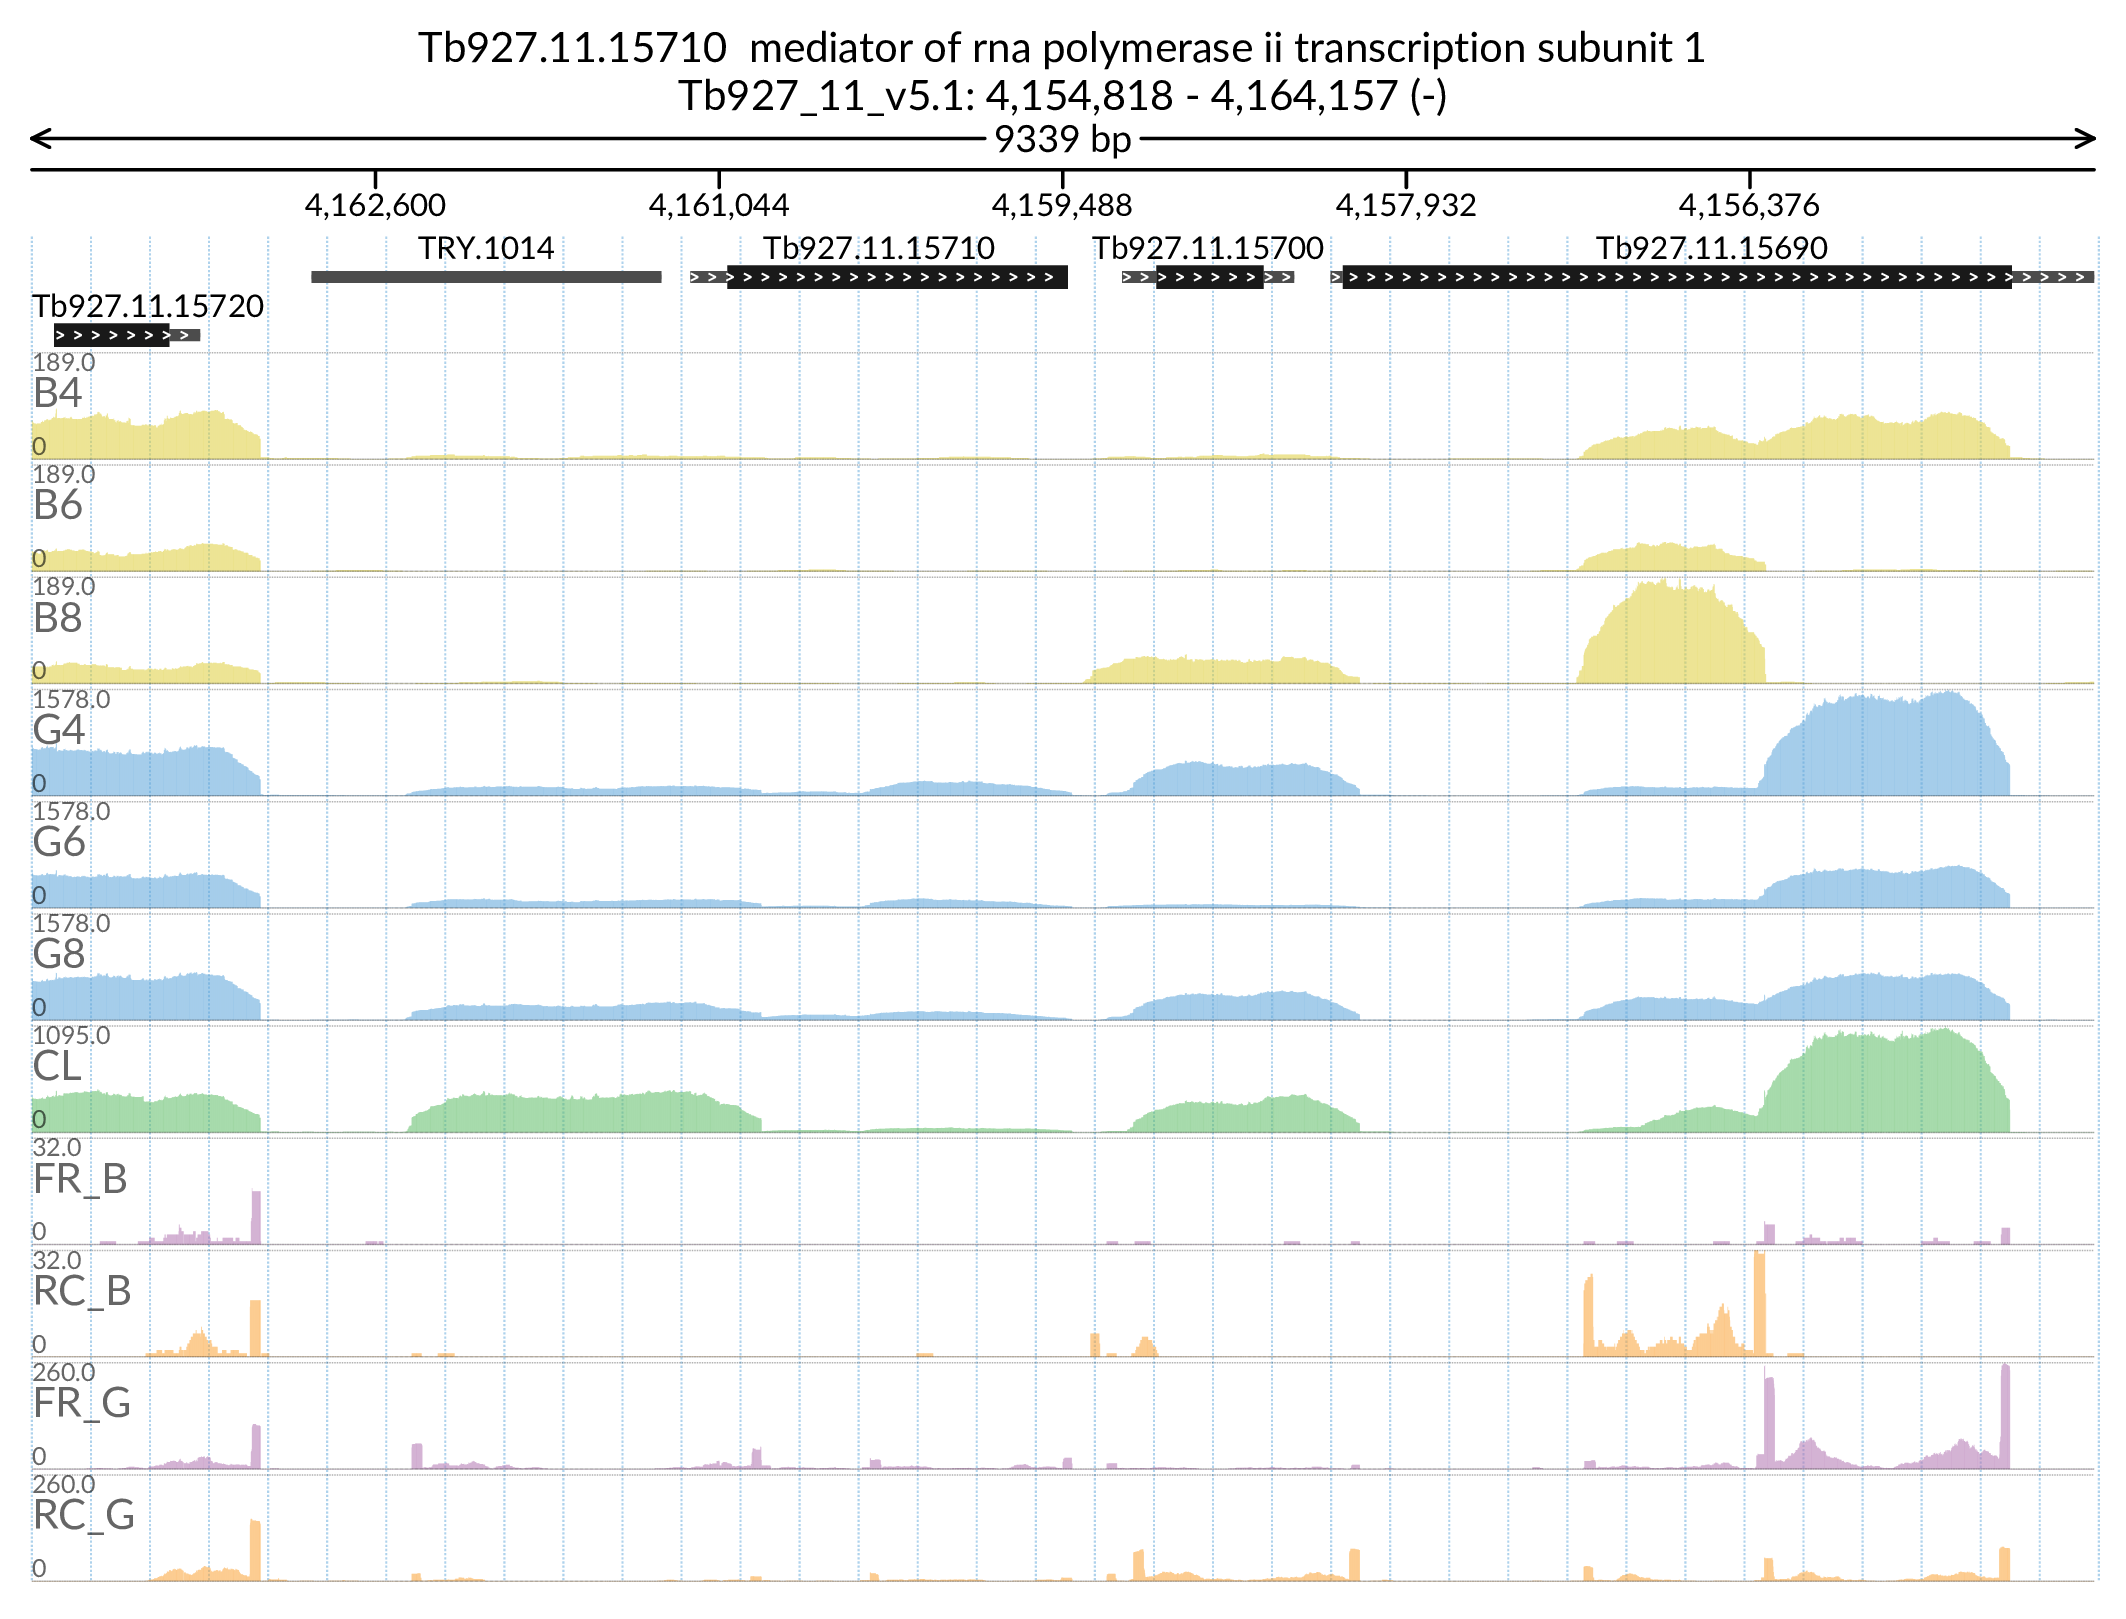 Tb927.11.15710  mediator of rna polymerase ii transcription subunit 1
Tb927_11_v5.1: 4,154,818 - 4,164,157 (-)
9339 bp
4,162,600 4,161,044 4,159,488 4,157,932 4,156,376
TRY.1014 Tb927.11.15710 Tb927.11.15700 Tb927.11.15690
Tb927.11.15720
189.0
B4
0
189.0
B6
0
189.0
B8
0
1578.0
G4
0
1578.0
G6
0
1578.0
G8
0
1095.0
CL
0
32.0
FR_B
0
32.0
RC_B
0
260.0
FR_G
0
260.0
RC_G
0